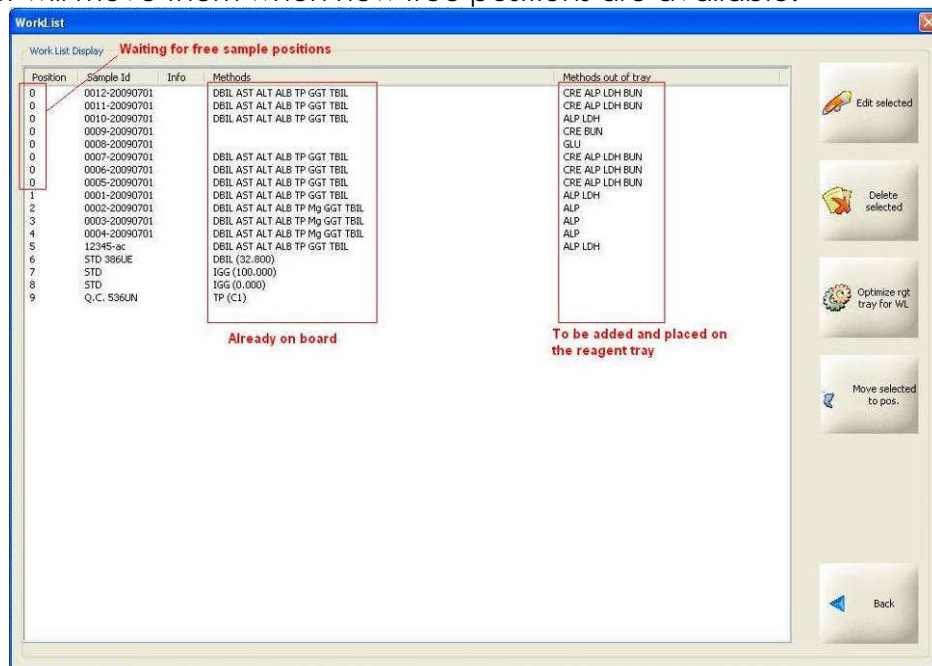 WorkList
Work List Display
Waiting for free sample positions
Position Sample Id Info Methods Methods out of tray
0 0012-20090701 DBIL AST ALT ALB TP GGT TBIL CRE ALP LDH BUN
0 0011-20090701 DBIL AST ALT ALB TP GGT TBIL CRE ALP LDH BUN
0 0010-20090701 DBIL AST ALT ALB TP GGT TBIL ALP LDH
0 0009-20090701 CRE BUN
0 0008-20090701 GLU
0 0007-20090701 DBIL AST ALT ALB TP GGT TBIL CRE ALP LDH BUN
0 0006-20090701 DBIL AST ALT ALB TP GGT TBIL CRE ALP LDH BUN
0 0005-20090701 DBIL AST ALT ALB TP GGT TBIL CRE ALP LDH BUN
1 0001-20090701 DBIL AST ALT ALB TP GGT TBIL ALP LDH
2 0002-20090701 DBIL AST ALT ALB TP Mg GGT TBIL ALP
3 0003-20090701 DBIL AST ALT ALB TP Mg GGT TBIL ALP
4 0004-20090701 DBIL AST ALT ALB TP Mg GGT TBIL ALP
5 12345-ac DBIL AST ALT ALB TP GGT TBIL ALP LDH
6 STD 386UE DBIL (32.800)
7 STD IGG (100.000)
8 STD IGG (0.000)
9 Q.C. 536UN TP (C1)
Already on board
To be added and placed on
the reagent tray
Edit selected
Delete
selected
Optimize rgt
tray for WL
Move selected
to pos.
Back